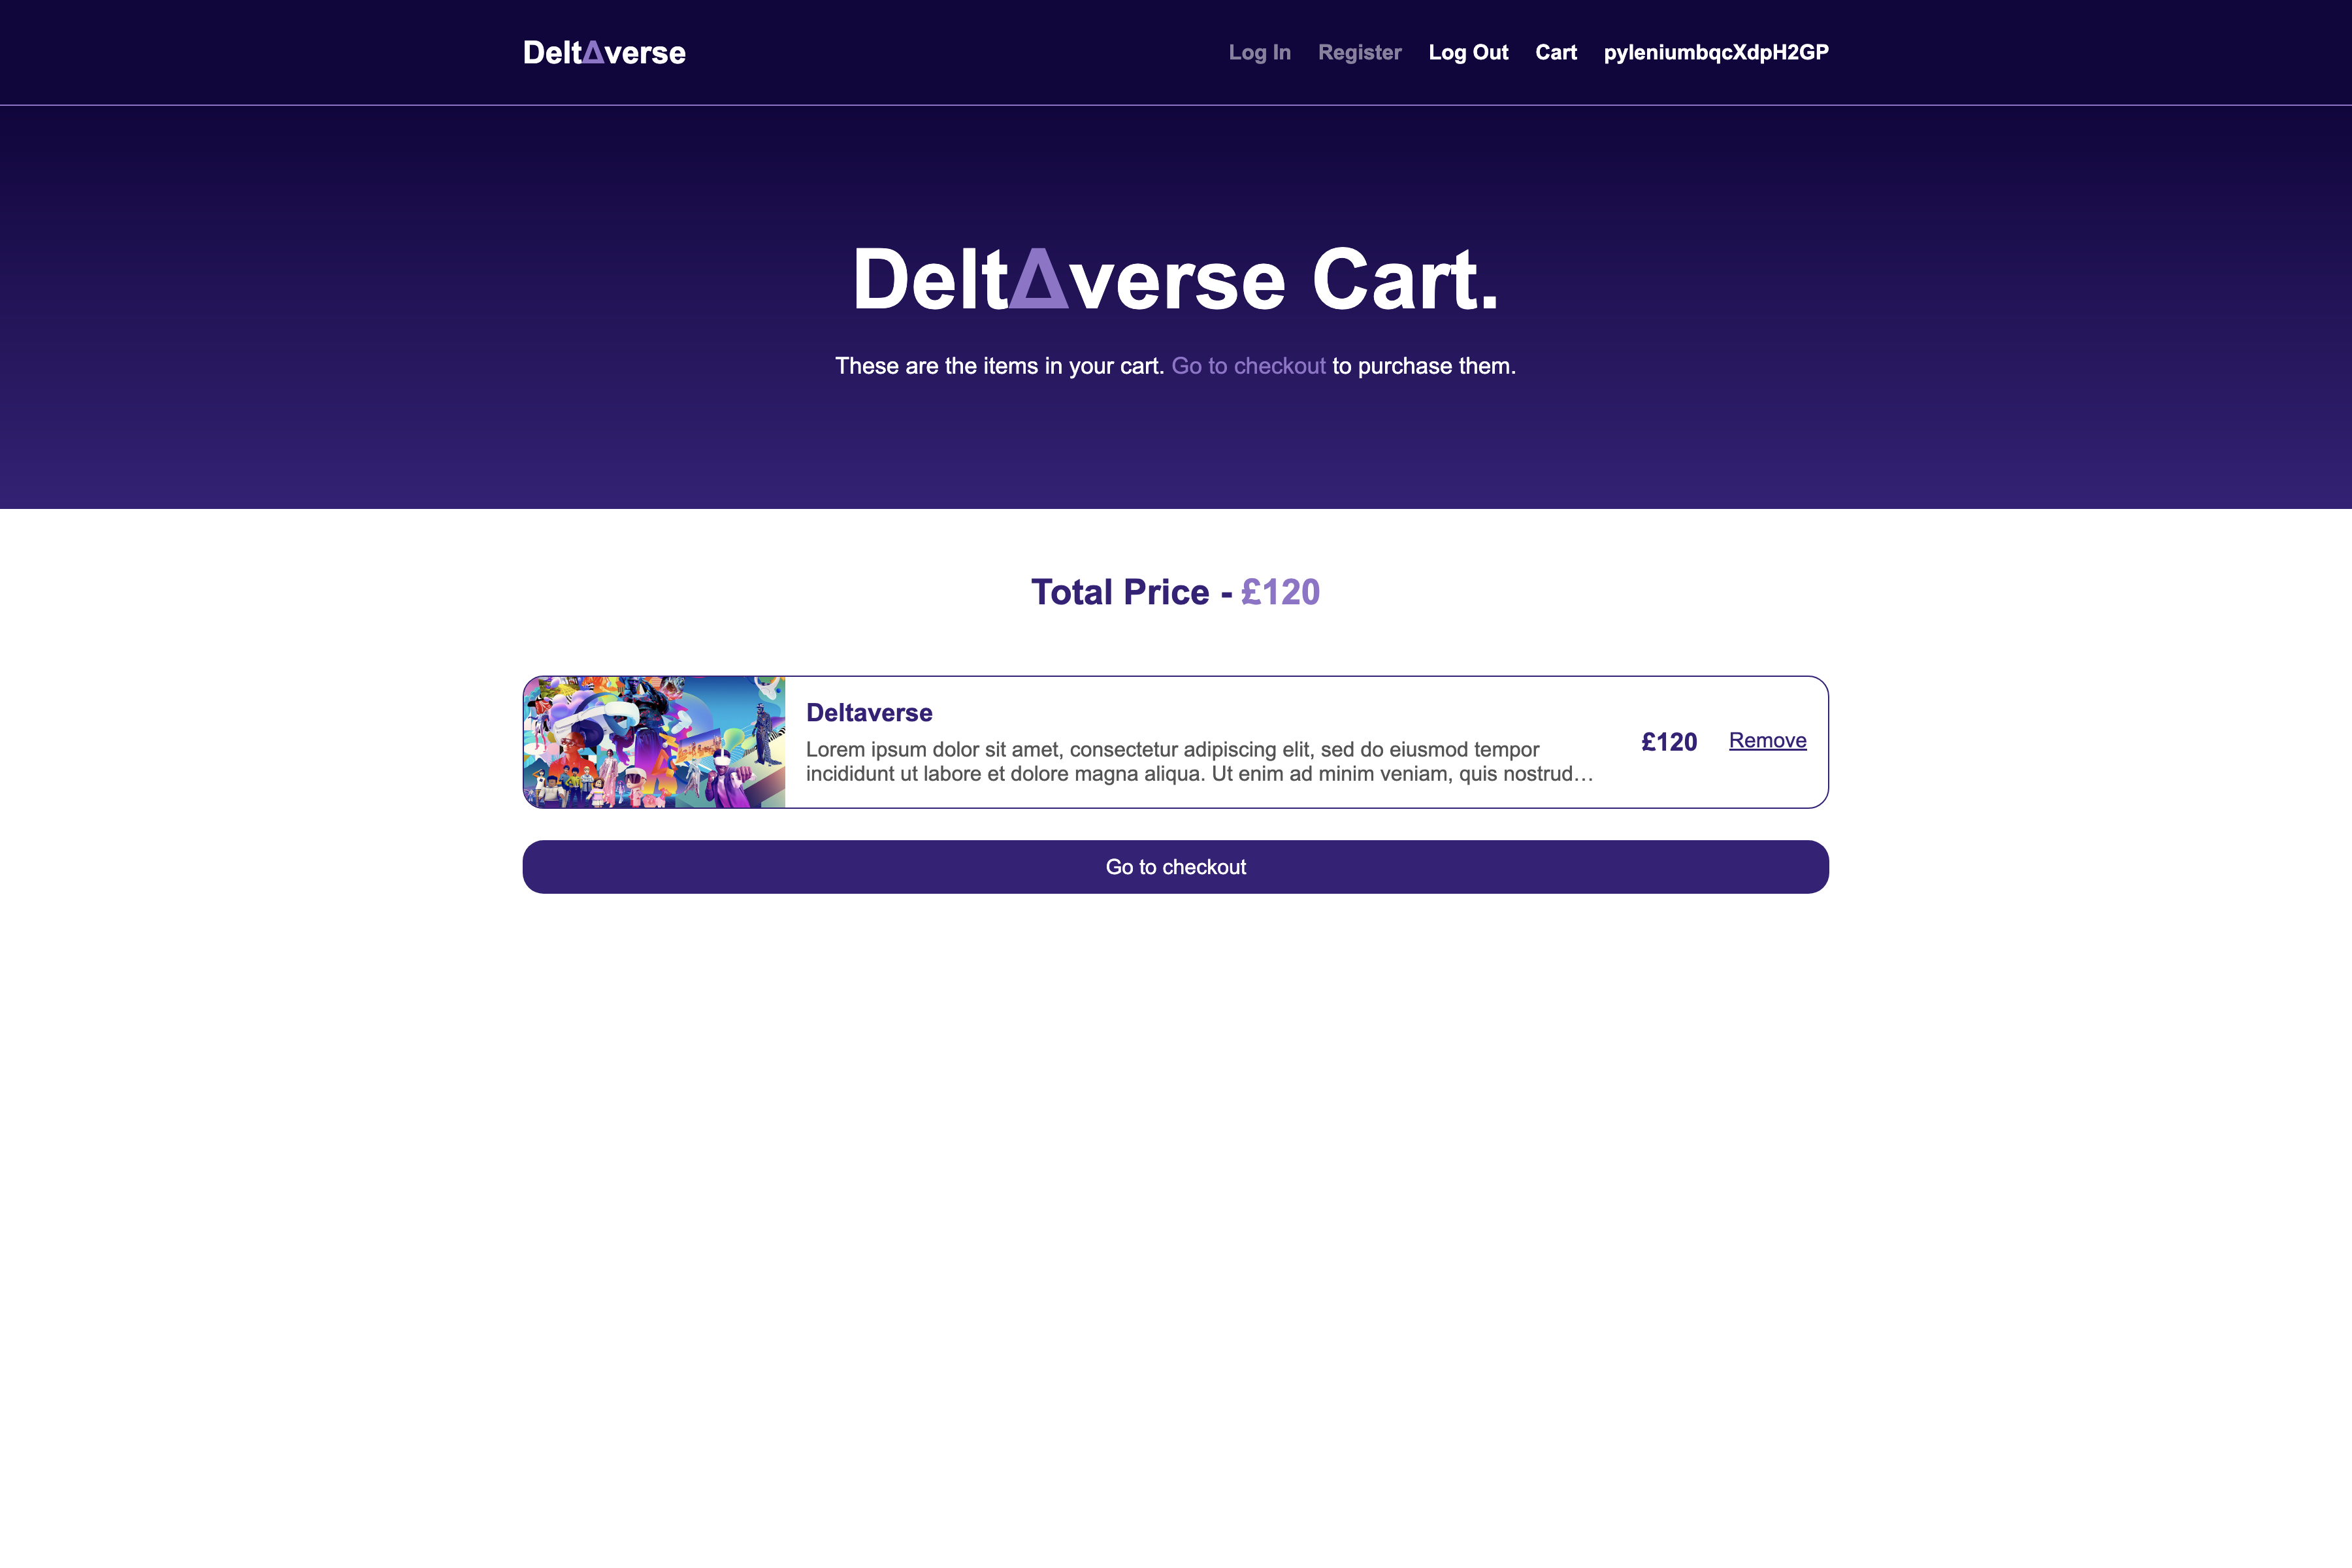 DeltΔverse
Log In Register Log Out Cart pyleniumbqcXdpH2GP
DeltΔverse Cart.
These are the items in your cart. Go to checkout to purchase them.
Total Price - £120
Deltaverse
Lorem ipsum dolor sit amet, consectetur adipiscing elit, sed do eiusmod tempor
incididunt ut labore et dolore magna aliqua. Ut enim ad minim veniam, quis nostrud…
£120 Remove
Go to checkout